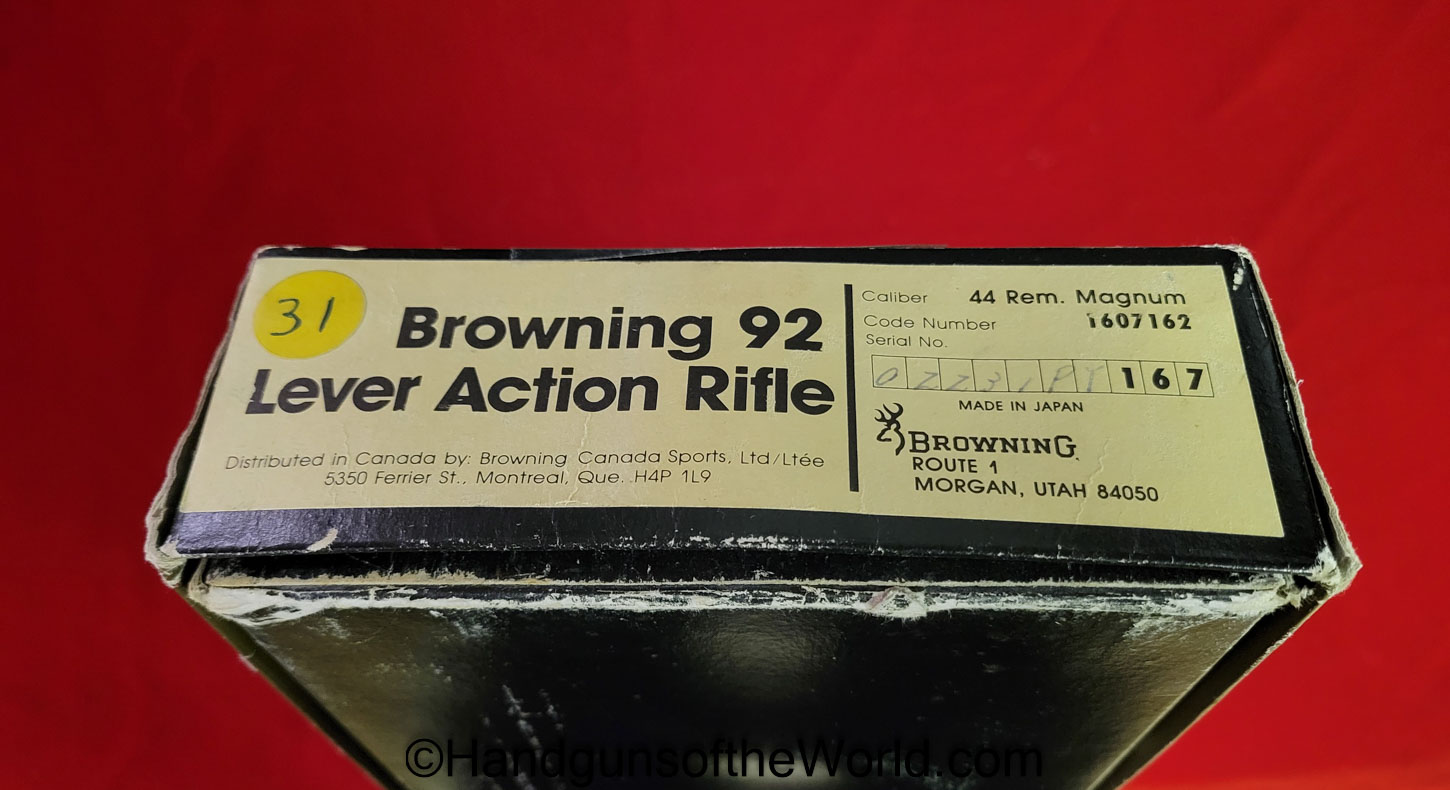 31
Browning 92
Lever Action Rifle
Distributed in Canada by: Browning Canada Sports, Ltd/Ltée
5350 Ferrier St., Montreal, Que. H4P 1L9
Caliber 44 Rem. Magnum
Code Number 1607162
Serial No.
167
MADE IN JAPAN
BROWNING
ROUTE 1
MORGAN, UTAH 84050
©HandgunsoftheWorld.com